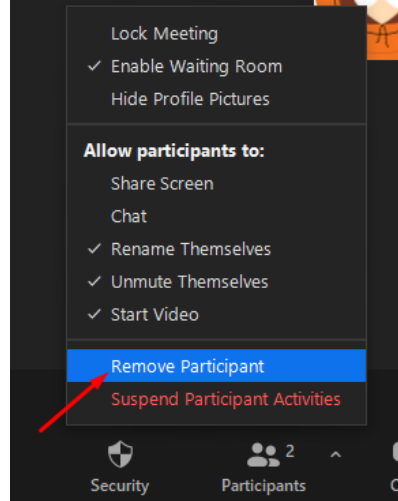 Lock Meeting
✓ Enable Waiting Room
Hide Profile Pictures
Allow participants to:
Share Screen
Chat
✓ Rename Themselves
✓ Unmute Themselves
✓ Start Video
Remove Participant
Suspend Participant Activities
2
Security Participants